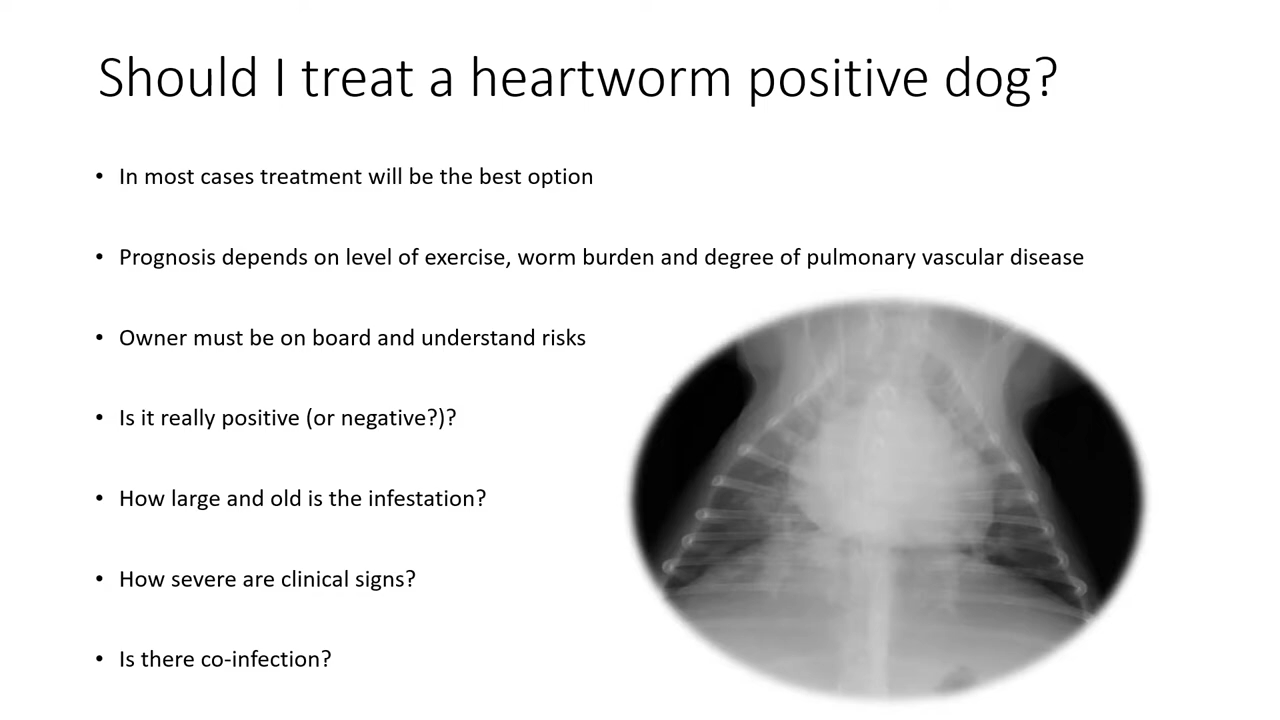 Should I treat a heartworm positive dog?
• In most cases treatment will be the best option
• Prognosis depends on level of exercise, worm burden and degree of pulmonary vascular disease
• Owner must be on board and understand risks
• Is it really positive (or negative?)?
• How large and old is the infestation?
• How severe are clinical signs?
• Is there co-infection?